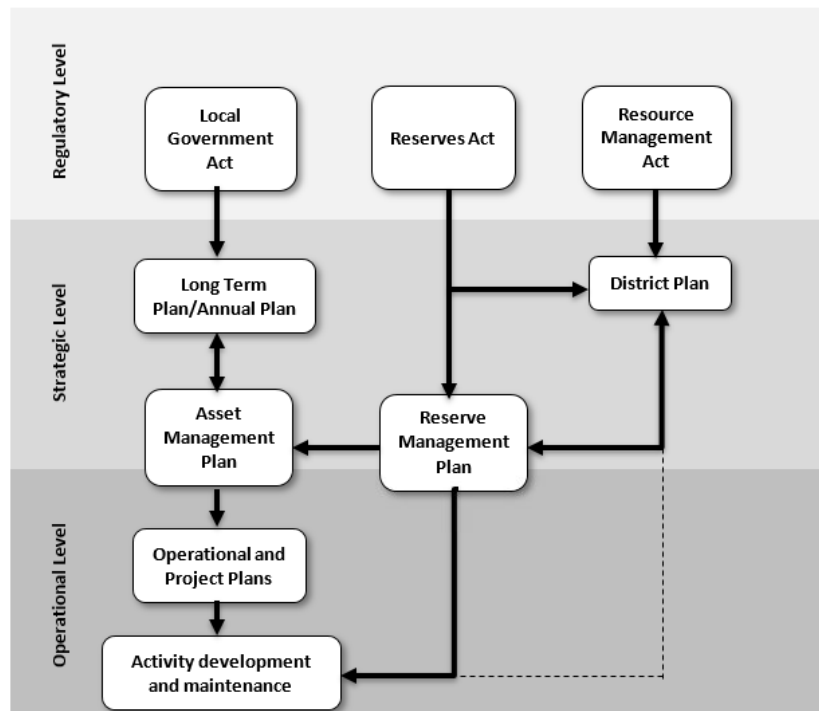 Regulatory Level
Local
Government
Act
Reserves Act
Resource
Management
Act
Strategic Level
Long Term
Plan/Annual Plan
District Plan
Asset
Management
Plan
Reserve
Management
Plan
Operational Level
Operational and
Project Plans
Activity development
and maintenance